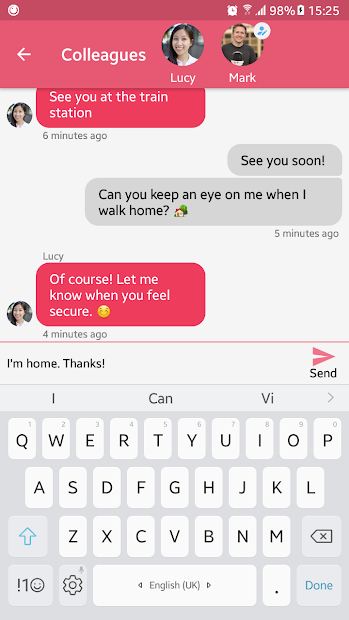 98% 15:25
Colleagues
Lucy
Mark
See you at the train
station
6 minutes ago
See you soon!
Can you keep an eye on me when I
walk home? 🏡
5 minutes ago
Lucy
Of course! Let me
know when you feel
secure. 😊
4 minutes ago
I'm home. Thanks!
Send
I Can Vi
1 2 3 4 5 6 7 8 9 0
Q W E R T Y U I O P
A S D F G H J K L
Z X C V B N M
!1☺ English (UK) . Done